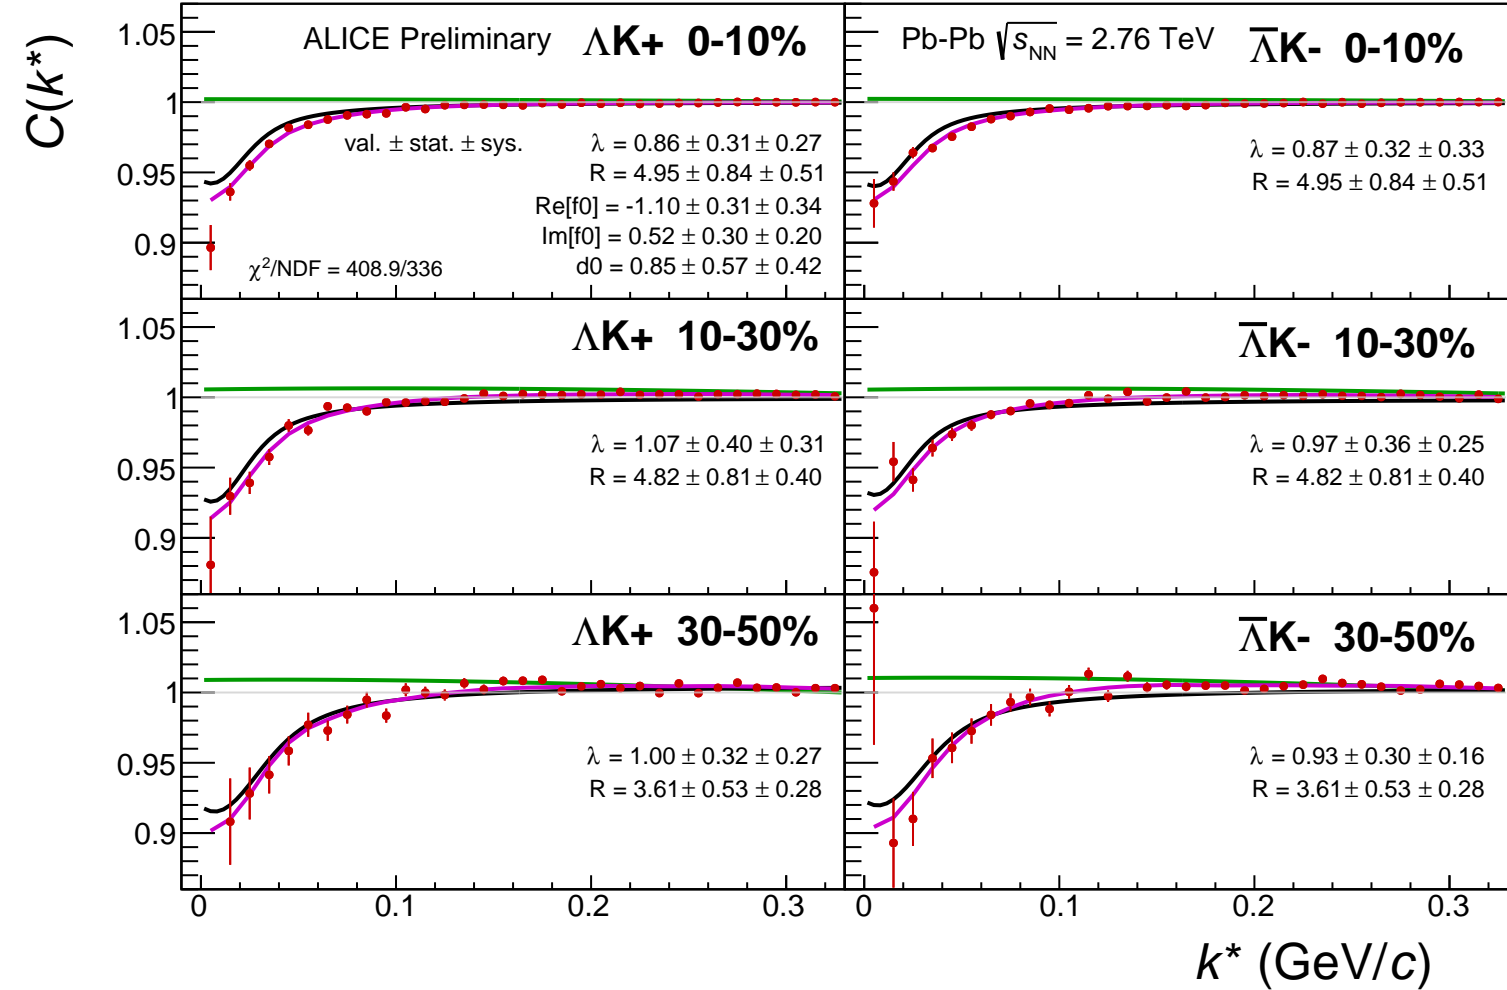 C(k*)
ALICE Preliminary ΛK+ 0-10%
1.05
1
0.95
0.9
val. ± stat. ± sys.
λ = 0.86 ± 0.31 ± 0.27
R = 4.95 ± 0.84 ± 0.51
Re[f0] = -1.10 ± 0.31 ± 0.34
Im[f0] = 0.52 ± 0.30 ± 0.20
d0 = 0.85 ± 0.57 ± 0.42
χ²/NDF = 408.9/336
Pb-Pb √s_NN = 2.76 TeV Λ̅K- 0-10%
λ = 0.87 ± 0.32 ± 0.33
R = 4.95 ± 0.84 ± 0.51
ΛK+ 10-30%
1.05
1
0.95
0.9
λ = 1.07 ± 0.40 ± 0.31
R = 4.82 ± 0.81 ± 0.40
Λ̅K- 10-30%
λ = 0.97 ± 0.36 ± 0.25
R = 4.82 ± 0.81 ± 0.40
ΛK+ 30-50%
1.05
1
0.95
0.9
λ = 1.00 ± 0.32 ± 0.27
R = 3.61 ± 0.53 ± 0.28
Λ̅K- 30-50%
λ = 0.93 ± 0.30 ± 0.16
R = 3.61 ± 0.53 ± 0.28
0 0.1 0.2 0.3 0 0.1 0.2 0.3
k* (GeV/c)